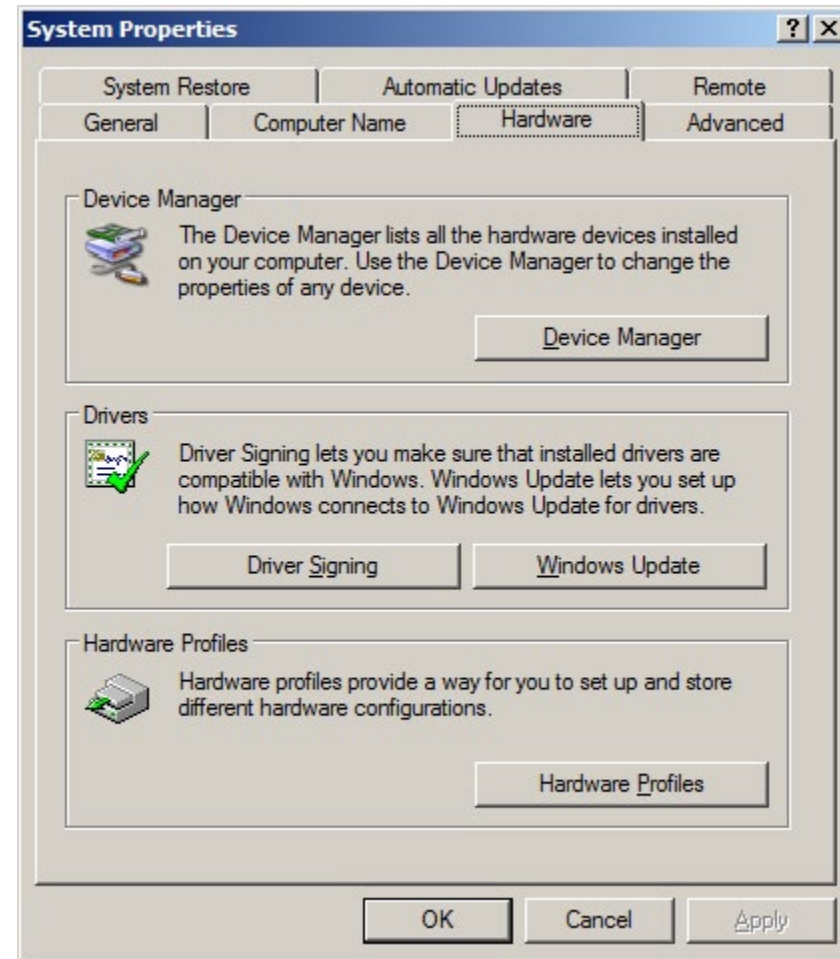 System Properties
System Restore
Automatic Updates
Remote
General
Computer Name
Hardware
Advanced
Device Manager
The Device Manager lists all the hardware devices installed
on your computer. Use the Device Manager to change the
properties of any device.
Device Manager
Drivers
Driver Signing lets you make sure that installed drivers are
compatible with Windows. Windows Update lets you set up
how Windows connects to Windows Update for drivers.
Driver Signing
Windows Update
Hardware Profiles
Hardware profiles provide a way for you to set up and store
different hardware configurations.
Hardware Profiles
OK
Cancel
Apply